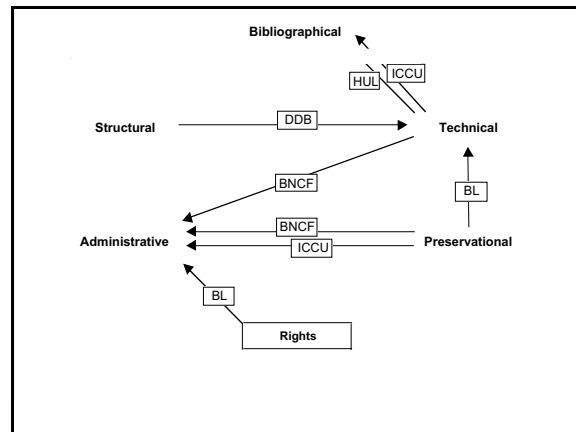 Bibliographical
ICCU
HUL
DDB
Structural
Technical
BNCF
BL
BNCF
Administrative
Preservational
ICCU
BL
Rights